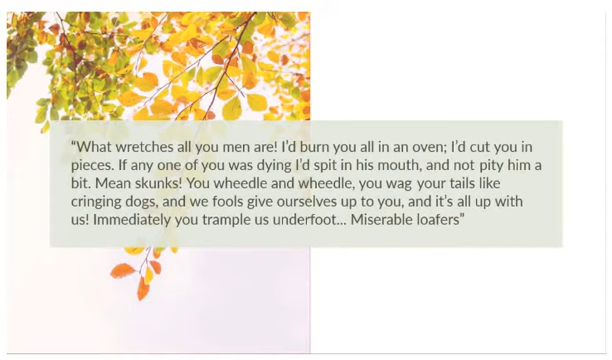 “What wretches all you men are! I’d burn you all in an oven; I’d cut you in
pieces. If any one of you was dying I’d spit in his mouth, and not pity him a
bit. Mean skunks! You wheedle and wheedle, you wag your tails like
cringing dogs, and we fools give ourselves up to you, and it’s all up with
us! Immediately you trample us underfoot... Miserable loafers”